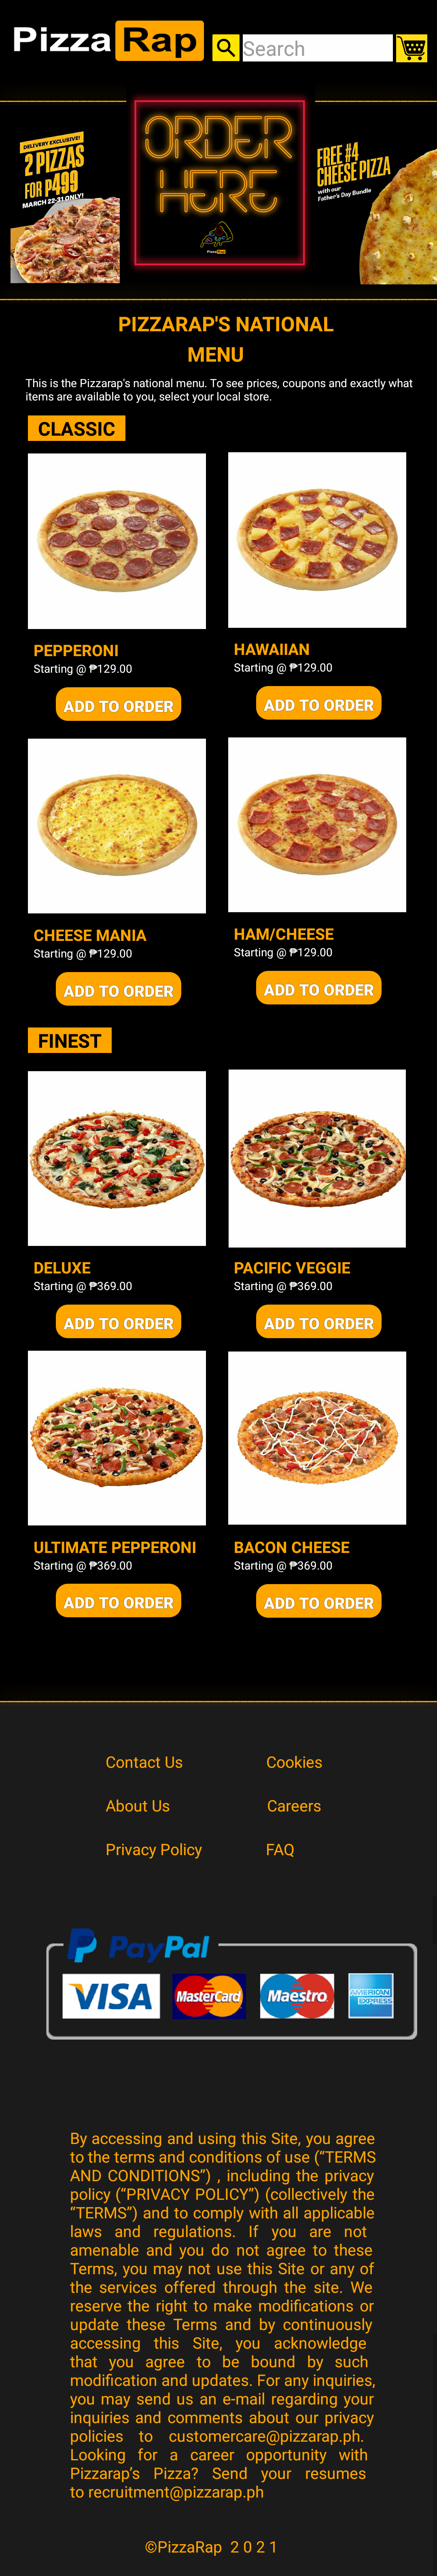 Pizza Rap
Search
DELIVERY EXCLUSIVE!
2 PIZZAS
FOR ₱499
MARCH 22-31 ONLY!
ORDER
HERE
PizzaRap
FREE #4
CHEESE PIZZA
with our
Father's Day Bundle
PIZZARAP'S NATIONAL
MENU
This is the Pizzarap's national menu. To see prices, coupons and exactly what
items are available to you, select your local store.
CLASSIC
PEPPERONI
Starting @ ₱129.00
ADD TO ORDER
HAWAIIAN
Starting @ ₱129.00
ADD TO ORDER
CHEESE MANIA
Starting @ ₱129.00
ADD TO ORDER
HAM/CHEESE
Starting @ ₱129.00
ADD TO ORDER
FINEST
DELUXE
Starting @ ₱369.00
ADD TO ORDER
PACIFIC VEGGIE
Starting @ ₱369.00
ADD TO ORDER
ULTIMATE PEPPERONI
Starting @ ₱369.00
ADD TO ORDER
BACON CHEESE
Starting @ ₱369.00
ADD TO ORDER
Contact Us
Cookies
About Us
Careers
Privacy Policy
FAQ
PayPal
VISA
MasterCard
Maestro
AMERICAN
EXPRESS
By accessing and using this Site, you agree
to the terms and conditions of use (“TERMS
AND CONDITIONS”) , including the privacy
policy (“PRIVACY POLICY”) (collectively the
“TERMS”) and to comply with all applicable
laws and regulations. If you are not
amenable and you do not agree to these
Terms, you may not use this Site or any of
the services offered through the site. We
reserve the right to make modifications or
update these Terms and by continuously
accessing this Site, you acknowledge
that you agree to be bound by such
modification and updates. For any inquiries,
you may send us an e-mail regarding your
inquiries and comments about our privacy
policies to customercare@pizzarap.ph.
Looking for a career opportunity with
Pizzarap’s Pizza? Send your resumes
to recruitment@pizzarap.ph
©PizzaRap 2 0 2 1